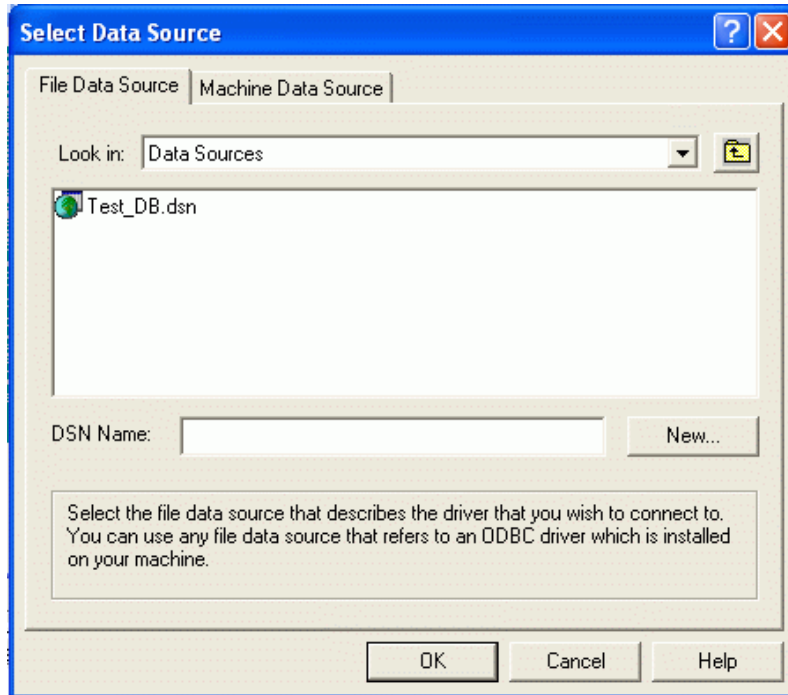 Select Data Source
File Data Source
Machine Data Source
Look in:
Data Sources
Test_DB.dsn
DSN Name:
New...
Select the file data source that describes the driver that you wish to connect to.
You can use any file data source that refers to an ODBC driver which is installed
on your machine.
OK
Cancel
Help